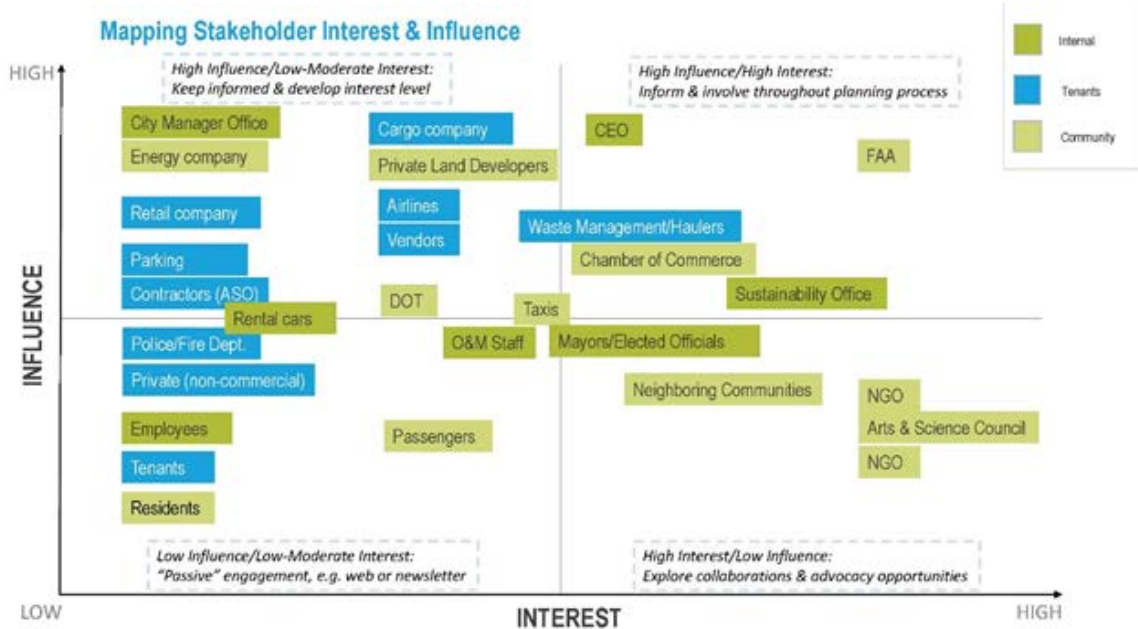 Mapping Stakeholder Interest & Influence
Internal
Tenants
Community
HIGH
High Influence/Low-Moderate Interest:
Keep informed & develop interest level
High Influence/High Interest:
Inform & involve throughout planning process
City Manager Office
Cargo company
CEO
Energy company
Private Land Developers
FAA
Retail company
Airlines
Vendors
Waste Management/Haulers
Parking
Chamber of Commerce
Contractors (ASO)
DOT
Taxis
Sustainability Office
Rental cars
INFLUENCE
Police/Fire Dept.
O&M Staff
Mayors/Elected Officials
Private (non-commercial)
Neighboring Communities
NGO
Employees
Passengers
Arts & Science Council
Tenants
NGO
Residents
Low Influence/Low-Moderate Interest:
"Passive" engagement, e.g. web or newsletter
High Interest/Low Influence:
Explore collaborations & advocacy opportunities
LOW
INTEREST
HIGH